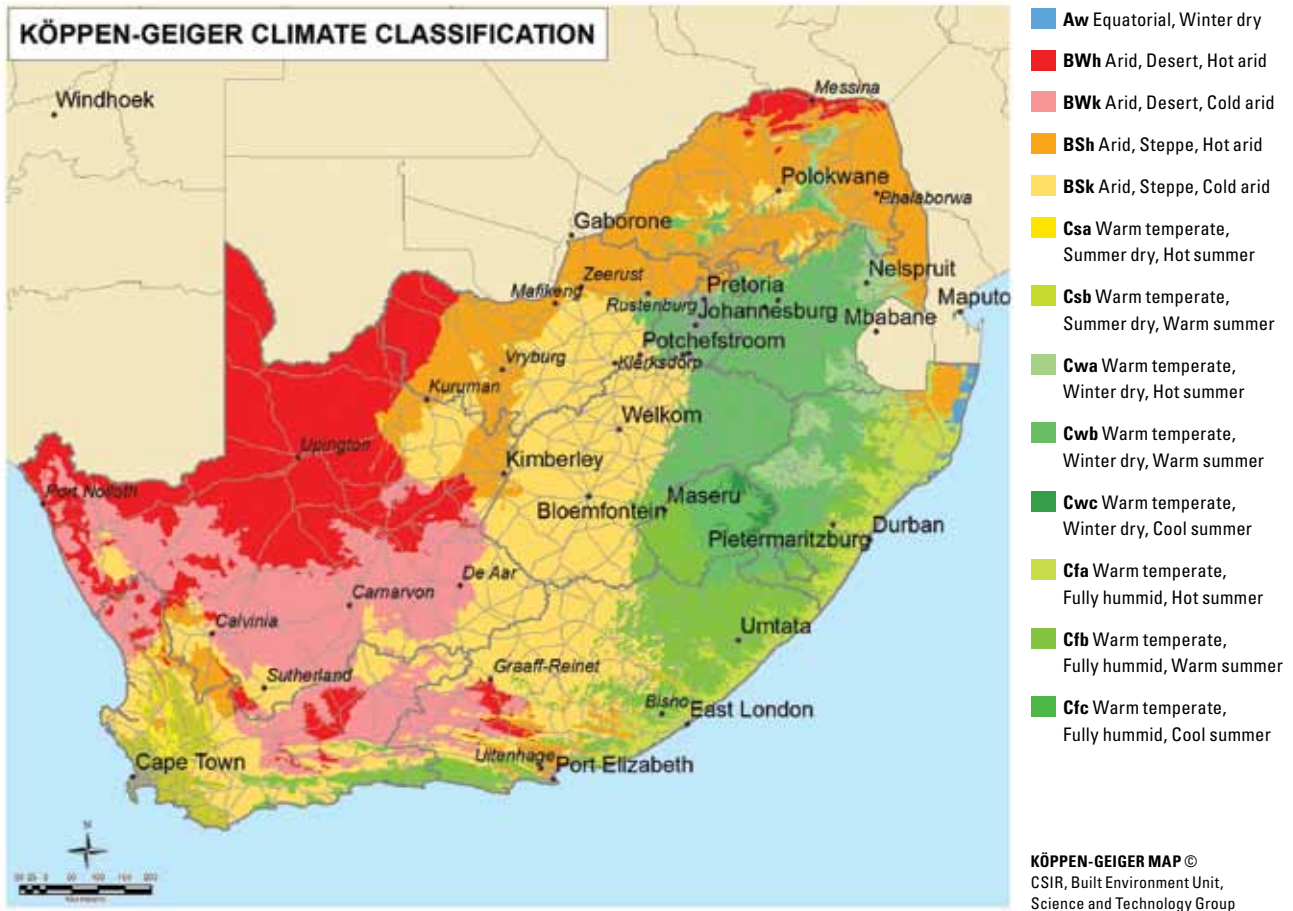 KÖPPEN-GEIGER CLIMATE CLASSIFICATION
Windhoek
Messina
Polokwane
Phalaborwa
Gaborone
Zeerust
Nelspruit
Mafikeng
Rustenburg
Pretoria
Maputo
Johannesburg
Mbabane
Potchefstroom
Vryburg
Klerksdorp
Kuruman
Welkom
Upington
Kimberley
Port Nolloth
Maseru
Bloemfontein
Durban
Pietermaritzburg
De Aar
Carnarvon
Calvinia
Umtata
Sutherland
Graaff-Reinet
Bisho
East London
Uitenhage
Cape Town
Port Elizabeth
N
Aw Equatorial, Winter dry
BWh Arid, Desert, Hot arid
BWk Arid, Desert, Cold arid
BSh Arid, Steppe, Hot arid
BSk Arid, Steppe, Cold arid
Csa Warm temperate,
Summer dry, Hot summer
Csb Warm temperate,
Summer dry, Warm summer
Cwa Warm temperate,
Winter dry, Hot summer
Cwb Warm temperate,
Winter dry, Warm summer
Cwc Warm temperate,
Winter dry, Cool summer
Cfa Warm temperate,
Fully hummid, Hot summer
Cfb Warm temperate,
Fully hummid, Warm summer
Cfc Warm temperate,
Fully hummid, Cool summer
KÖPPEN-GEIGER MAP ©
CSIR, Built Environment Unit,
Science and Technology Group